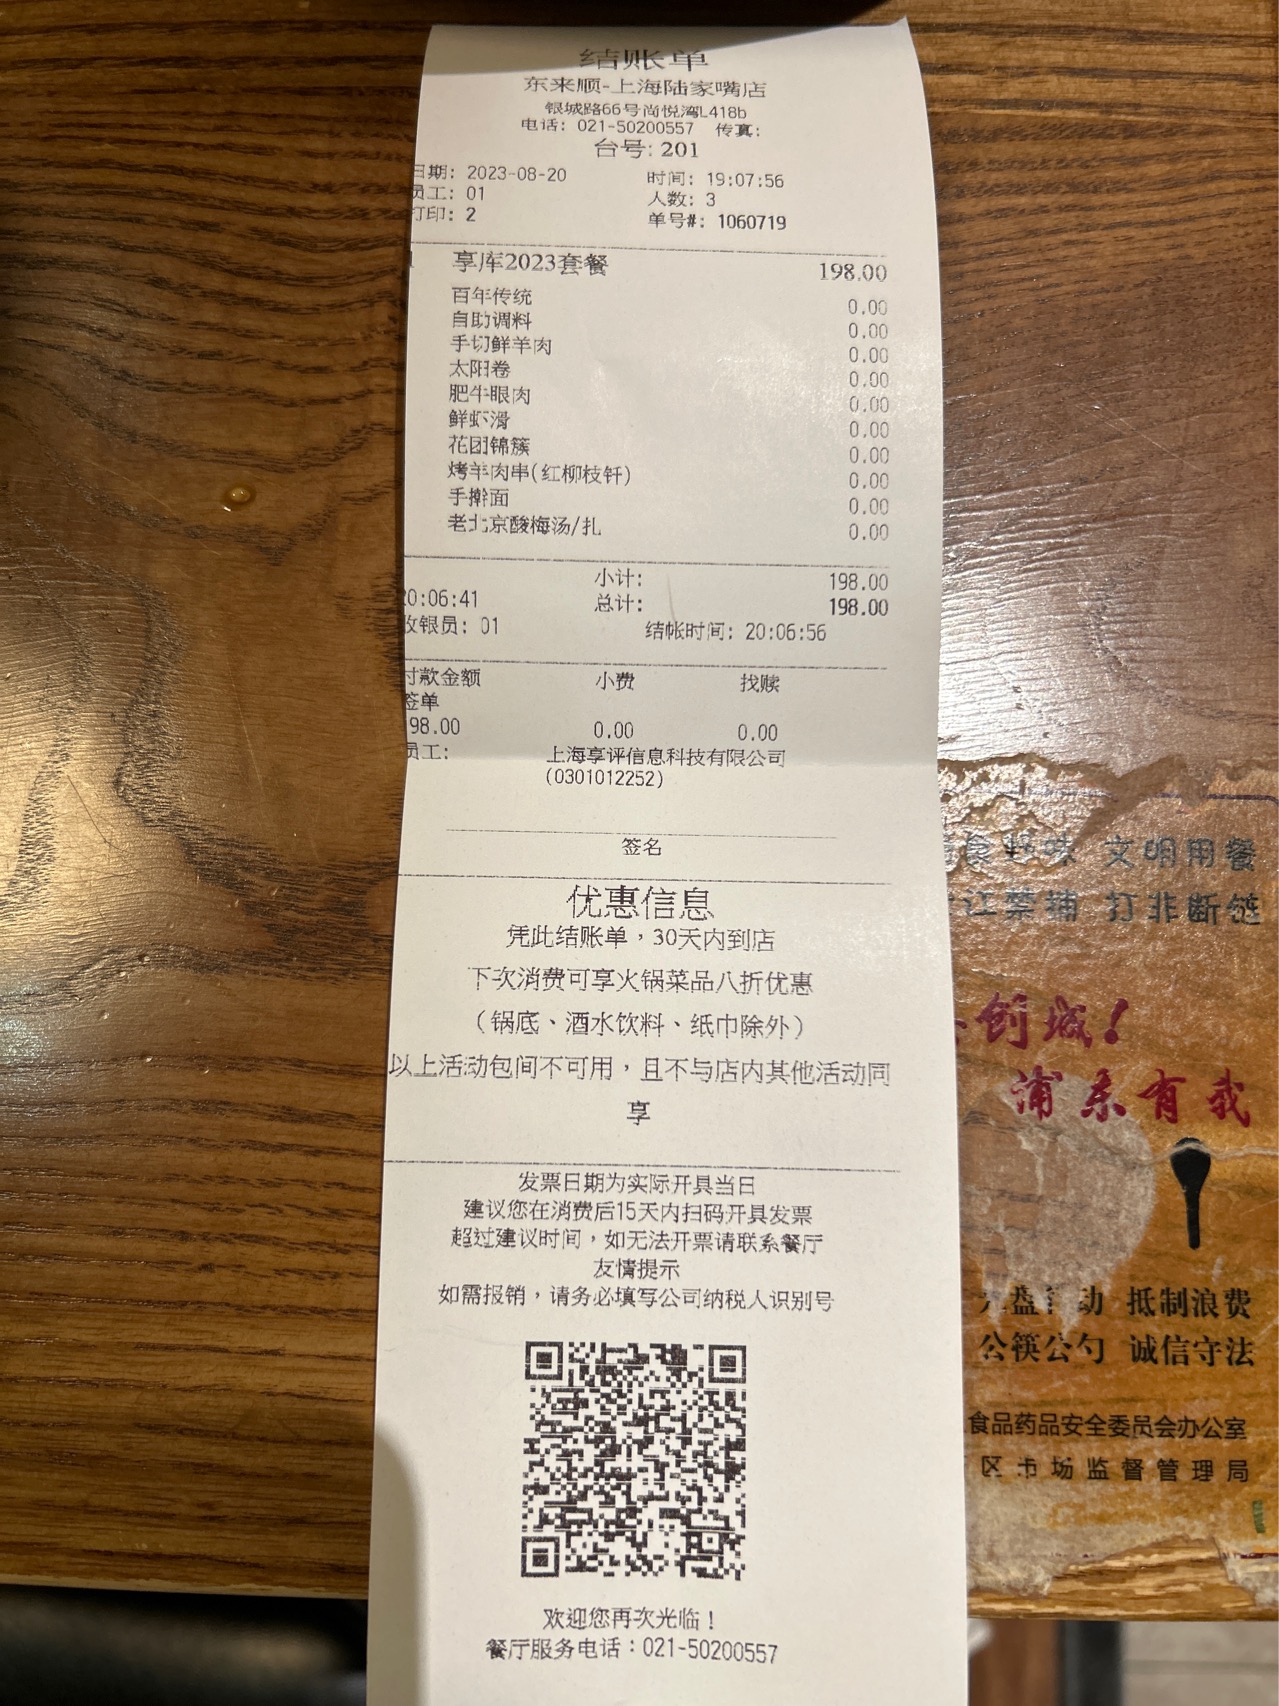 结账单
东来顺-上海陆家嘴店
银城路66号尚悦湾L418b
电话: 021-50200557 传真:
台号: 201
日期: 2023-08-20 时间: 19:07:56
员工: 01 人数: 3
打印: 2 单号#: 1060719
享库2023套餐 198.00
百年传统 0.00
自助调料 0.00
手切鲜羊肉 0.00
太阳卷 0.00
肥牛眼肉 0.00
鲜虾滑 0.00
花团锦簇 0.00
烤羊肉串(红柳枝钎) 0.00
手擀面 0.00
老北京酸梅汤/扎 0.00
小计: 198.00
20:06:41 总计: 198.00
收银员: 01 结帐时间: 20:06:56
付款金额 小费 找赎
签单
98.00 0.00 0.00
员工: 上海享评信息科技有限公司
(0301012252)
签名
优惠信息
凭此结账单，30天内到店
下次消费可享火锅菜品八折优惠
（锅底、酒水饮料、纸巾除外）
以上活动包间不可用，且不与店内其他活动同
享
发票日期为实际开具当日
建议您在消费后15天内扫码开具发票
超过建议时间，如无法开票请联系餐厅
友情提示
如需报销，请务必填写公司纳税人识别号
欢迎您再次光临！
餐厅服务电话：021-50200557
文明用餐
江禁捕 打非断链
创城！
浦东有我
动 抵制浪费
公筷公勺 诚信守法
食品药品安全委员会办公室
区市场监督管理局